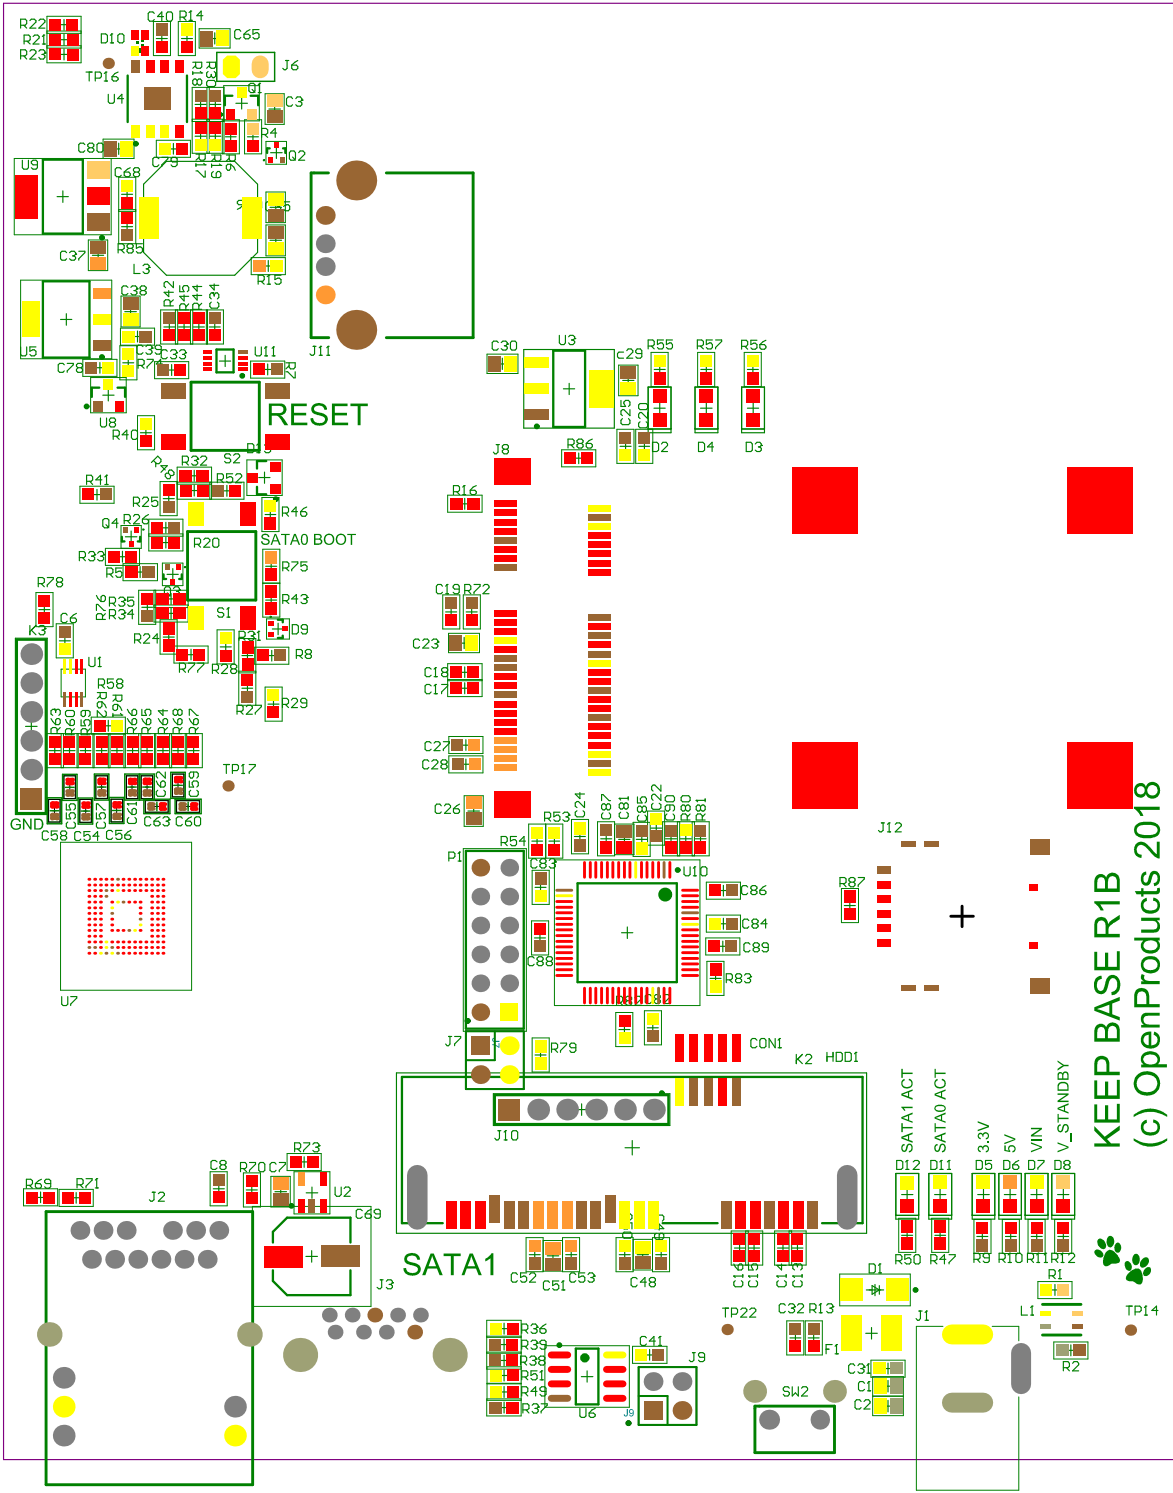 R22
R21
R23
C40
R14
D10
C65
J6
TP16
U4
R18
R30
Q1
C3
R4
Q2
C80
C79
R17
R19
R6
U9
C68
R85
C37
L3
R15
J11
C38
U5
C39
C78
U8
R40
R42
R45
R44
C34
C33
U11
R7
RESET
S2
D13
C30
U3
c29
R55
R57
R56
C25
C20
D2
D4
D3
J8
R86
R16
R41
R48
R32
R52
R25
R26
Q4
R46
R20
SATA0 BOOT
R33
R5
R75
R43
R78
R76
R35
R34
S1
D9
R24
R31
R77
R28
R8
R27
R29
K3
C6
U1
R58
R63
R60
R59
R62
R61
R66
R65
R64
R68
R67
TP17
C19
R72
C23
C18
C17
C27
C28
C26
GND
C58
C55
C54
C57
C56
C61
C62
C63
C59
C60
U7
R54
R53
C24
C87
C81
C85
C22
C90
R80
R81
P1
C83
U10
C86
C84
C89
C88
R83
C82
J7
R79
J12
R87
KEEP BASE R1B
(c) OpenProducts 2018
CON1
K2
HDD1
J10
SATA1 ACT
SATA0 ACT
3.3V
5V
VIN
V_STANDBY
D12
D11
D5
D6
D7
D8
R50
R47
R9
R10
R11
R12
R73
R69
R71
J2
C8
R70
C7
U2
C69
J3
SATA1
C52
C51
C53
C48
C16
C15
C14
C13
D1
R1
L1
R2
TP14
TP22
C32
R13
F1
J1
C31
C1
C2
R36
R39
R38
R51
R49
R37
C41
J9
U6
J9
SW2